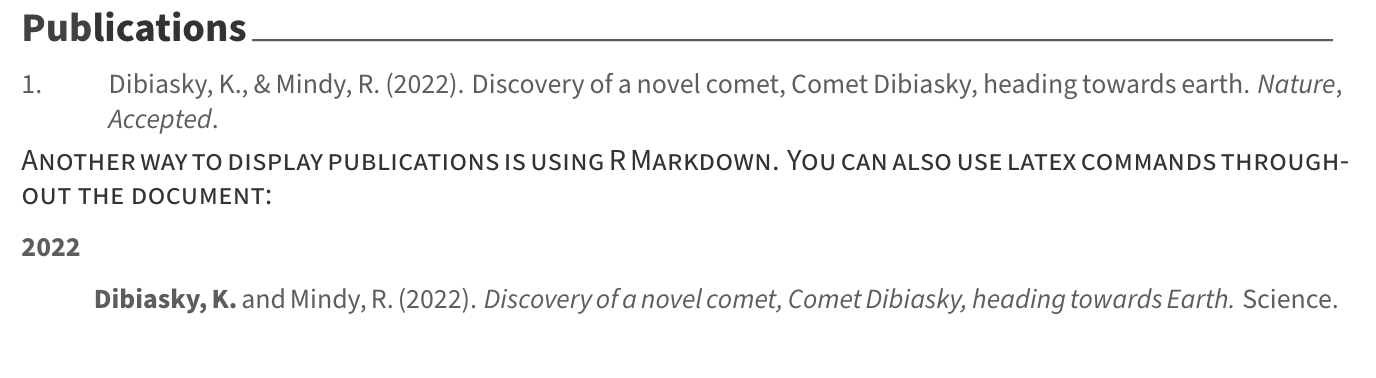 Publications
1. Dibiasky, K., & Mindy, R. (2022). Discovery of a novel comet, Comet Dibiasky, heading towards earth. Nature,
Accepted.
Another way to display publications is using R Markdown. You can also use latex commands through-
out the document:
2022
Dibiasky, K. and Mindy, R. (2022). Discovery of a novel comet, Comet Dibiasky, heading towards Earth. Science.